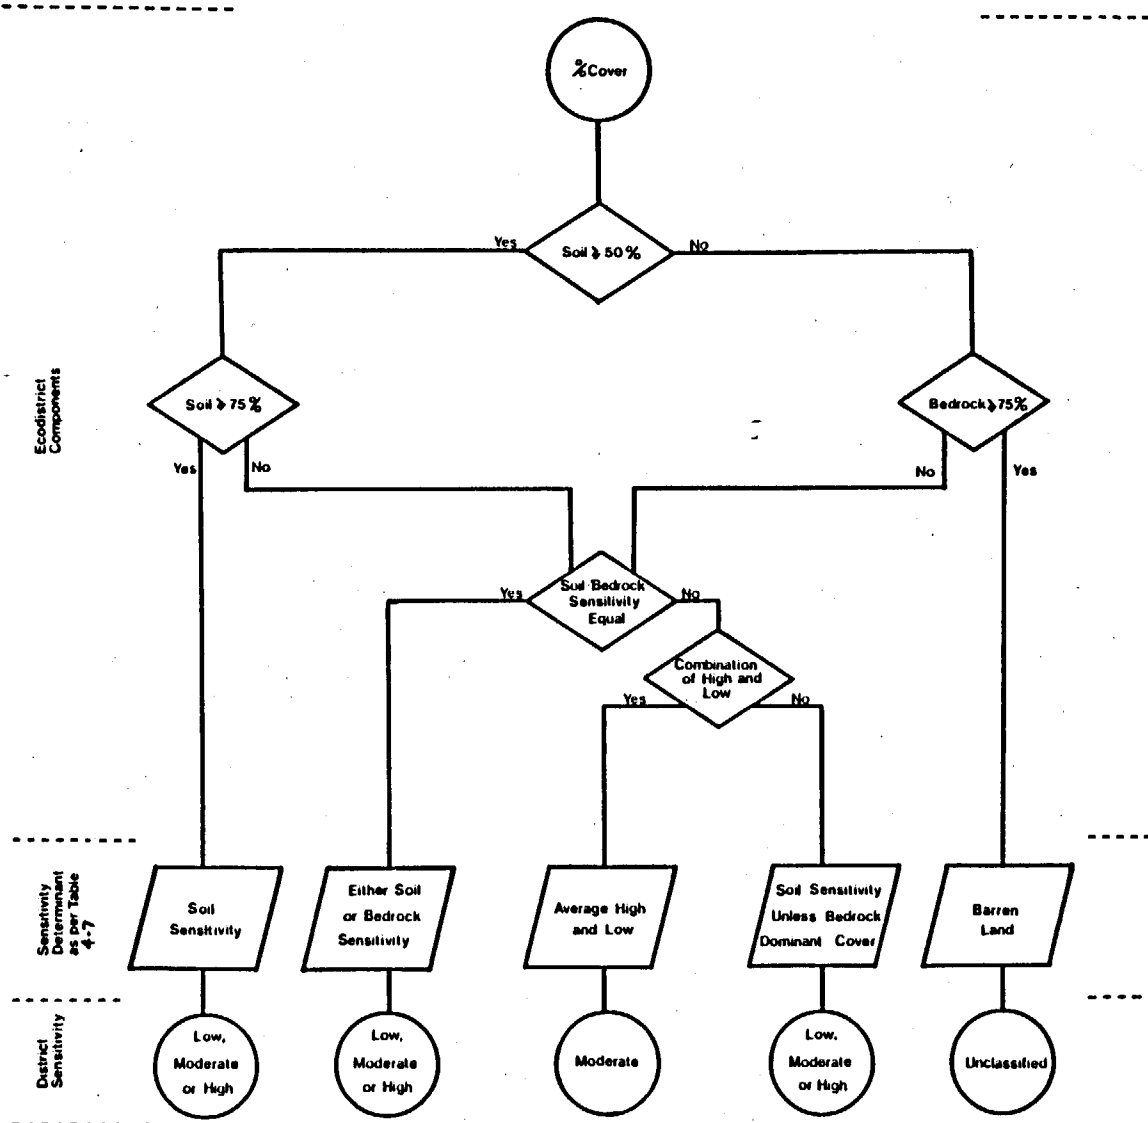 %Cover
Yes
Soil ≥ 50%
No
Soil ≥ 75%
Bedrock ≥ 75%
Ecodistrict
Components
Yes
No
No
Yes
Yes
Soil Bedrock
Sensitivity
Equal
No
Combination
of High and
Low
Yes
No
Sensitivity
Determinant
as per Table
4-7
Soil
Sensitivity
Either Soil
or Bedrock
Sensitivity
Average High
and Low
Soil Sensitivity
Unless Bedrock
Dominant Cover
Barren
Land
District
Sensitivity
Low,
Moderate
or High
Low,
Moderate
or High
Moderate
Low,
Moderate
or High
Unclassified